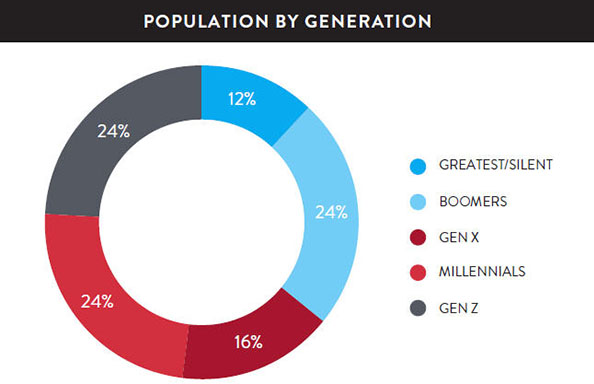 POPULATION BY GENERATION
12%
24%
24%
24%
16%
GREATEST/SILENT
BOOMERS
GEN X
MILLENNIALS
GEN Z